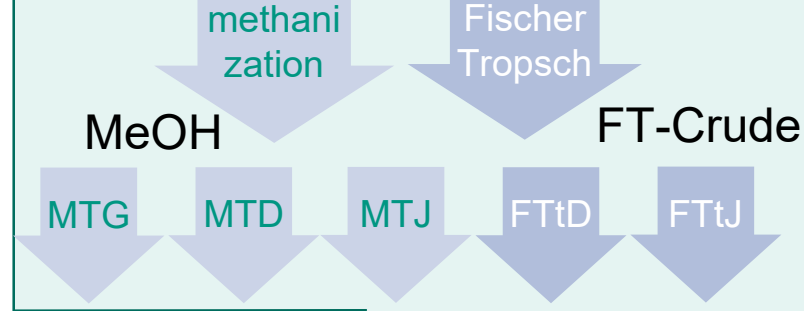 methani
zation
Fischer
Tropsch
MeOH
FT-Crude
MTG
MTD
MTJ
FTtD
FTtJ